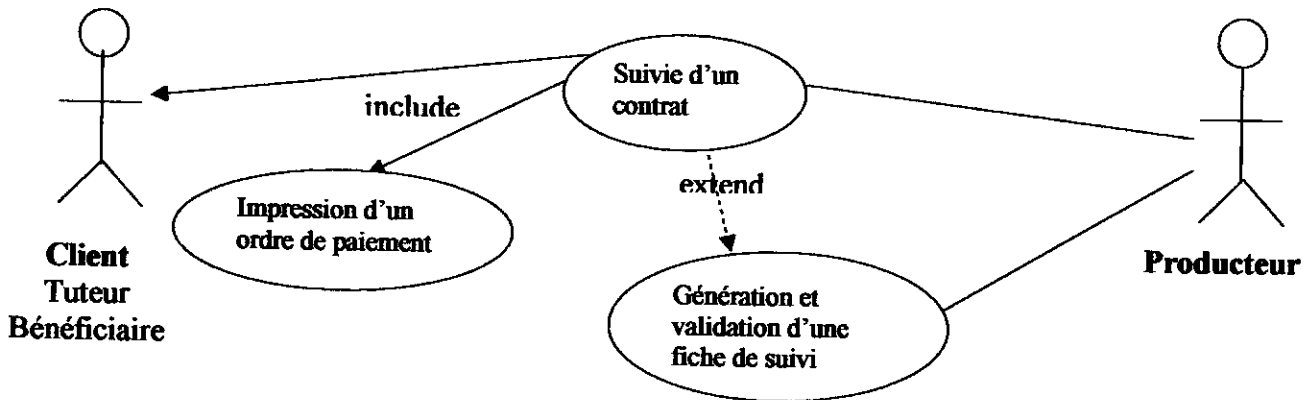 Suivie d'un
contrat
include
extend
Impression d'un
ordre de paiement
Client
Tuteur
Bénéficiaire
Producteur
Génération et
validation d'une
fiche de suivi